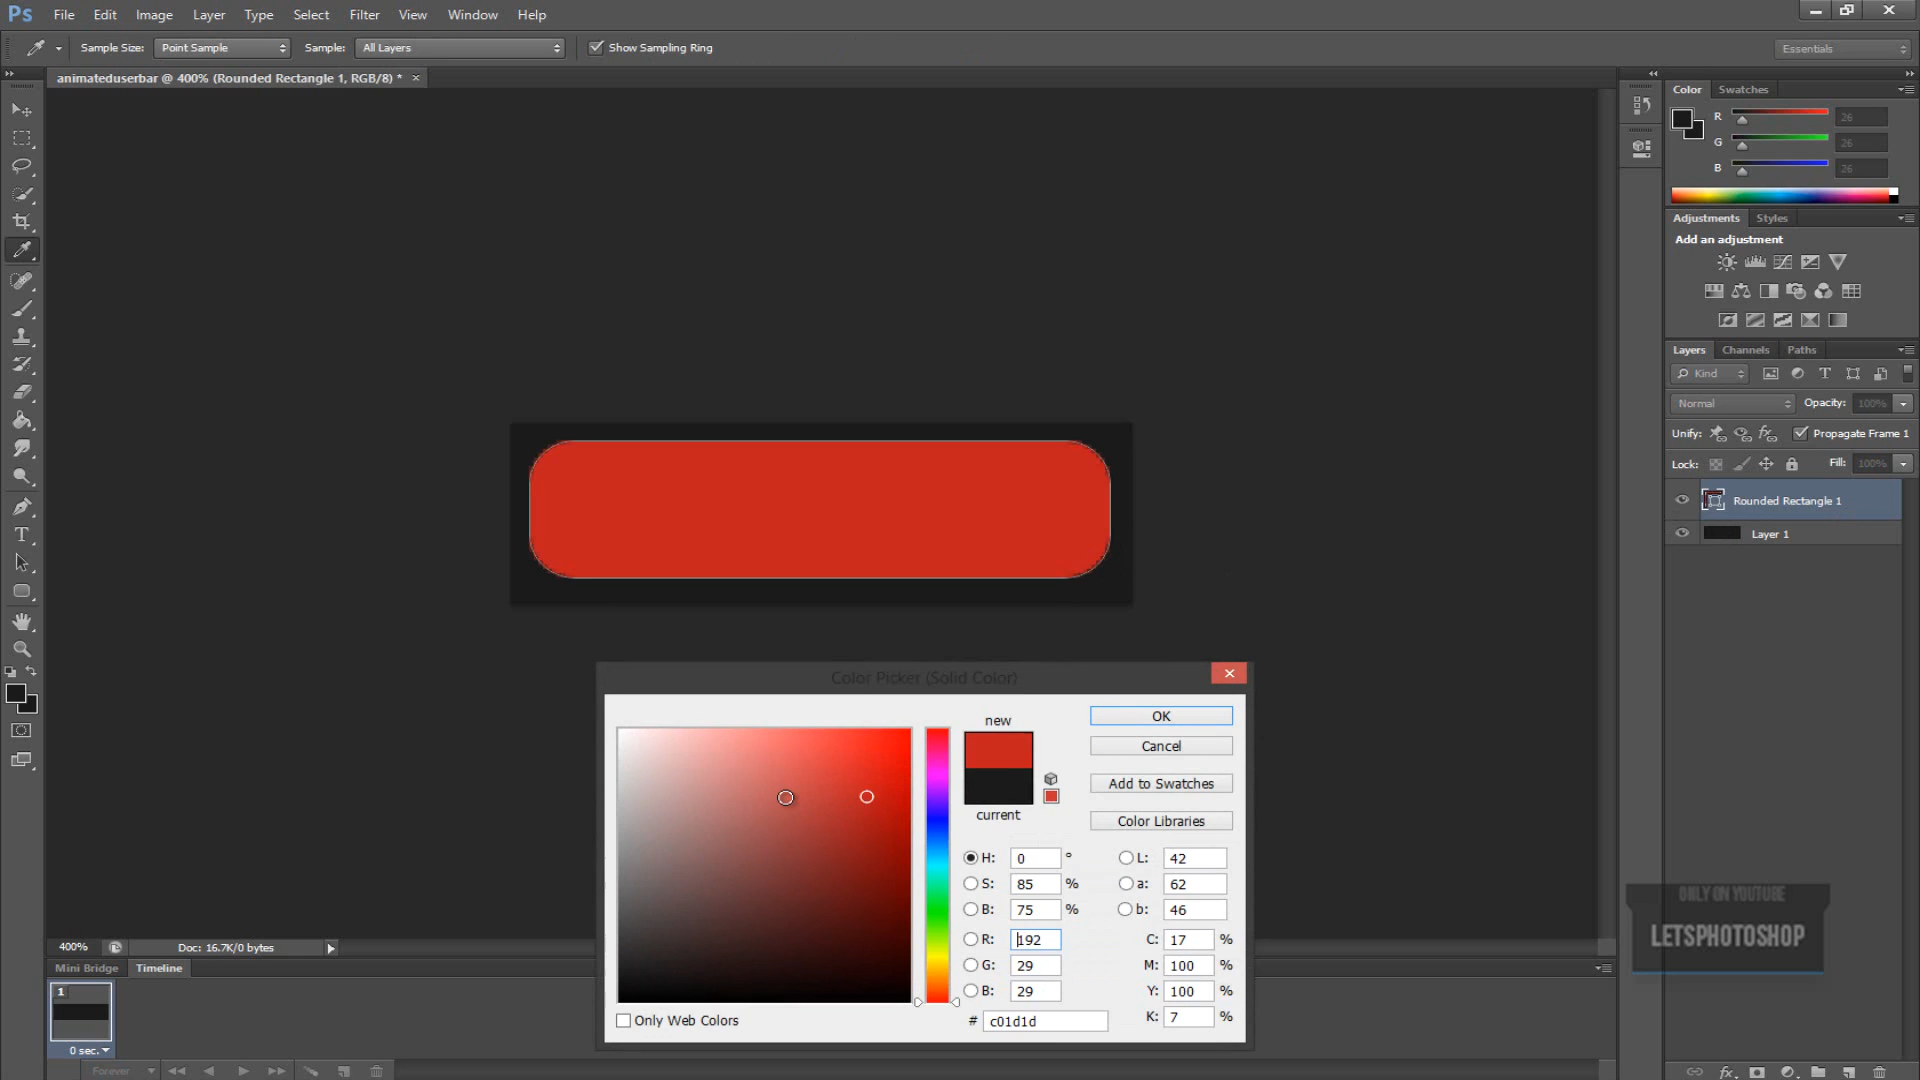 Ps File Edit Image Layer Type Select Filter View Window Help
Sample Size: Point Sample Sample: All Layers Show Sampling Ring Essentials
animateduserbar @ 400% (Rounded Rectangle 1, RGB/8) *
Color Swatches
R 26
G 26
B 26
Adjustments Styles
Add an adjustment
Layers Channels Paths
Kind T
Normal Opacity: 100%
Unify: Propagate Frame 1
Lock: Fill: 100%
Rounded Rectangle 1
Layer 1
Color Picker (Solid Color)
new
current
OK
Cancel
Add to Swatches
Color Libraries
H: 0 ° L: 42
S: 85 % a: 62
B: 75 % b: 46
R: 192 C: 17 %
G: 29 M: 100 %
B: 29 Y: 100 %
# c01d1d K: 7 %
Only Web Colors
ONLY ON YOUTUBE
LETSPHOTOSHOP
400% Doc: 16.7K/0 bytes
Mini Bridge Timeline
1
0 sec.
Forever
fx